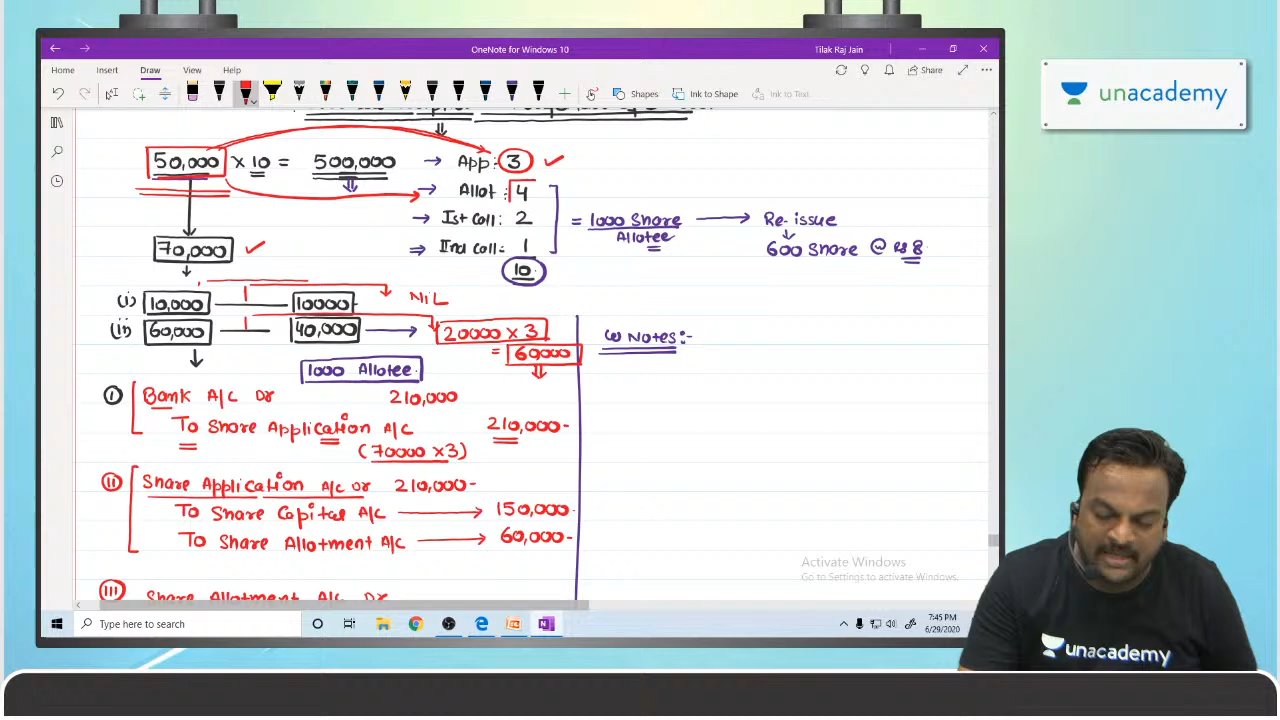 OneNote for Windows 10
Tilak Raj Jain
Home Insert Draw View Help
Share
Shapes
Ink to Shape
Ink to Text
unacademy
50,000 × 10 = 500,000 → App: 3 ✓
→ Allot: 4
→ Ist Call: 2
⇒ IInd Call: 1
10
= 1000 Share
Allotee
→ Re-issue
600 Share @ Rs 8
70,000 ✓
(i) 10,000 10000 NiL
(ii) 60,000 40,000 → 20000 × 3
= 60,000
W Notes:-
1000 Allotee
I Bank A/C Dr 210,000
To Share Application A/C 210,000-
(70000 × 3)
II Share Application A/C Dr 210,000-
To Share Capital A/C → 150,000-
To Share Allotment A/C → 60,000-
III Share Allotment A/C Dr
Activate Windows
Go to Settings to activate Windows.
Type here to search
7:45 PM
6/29/2020
unacademy